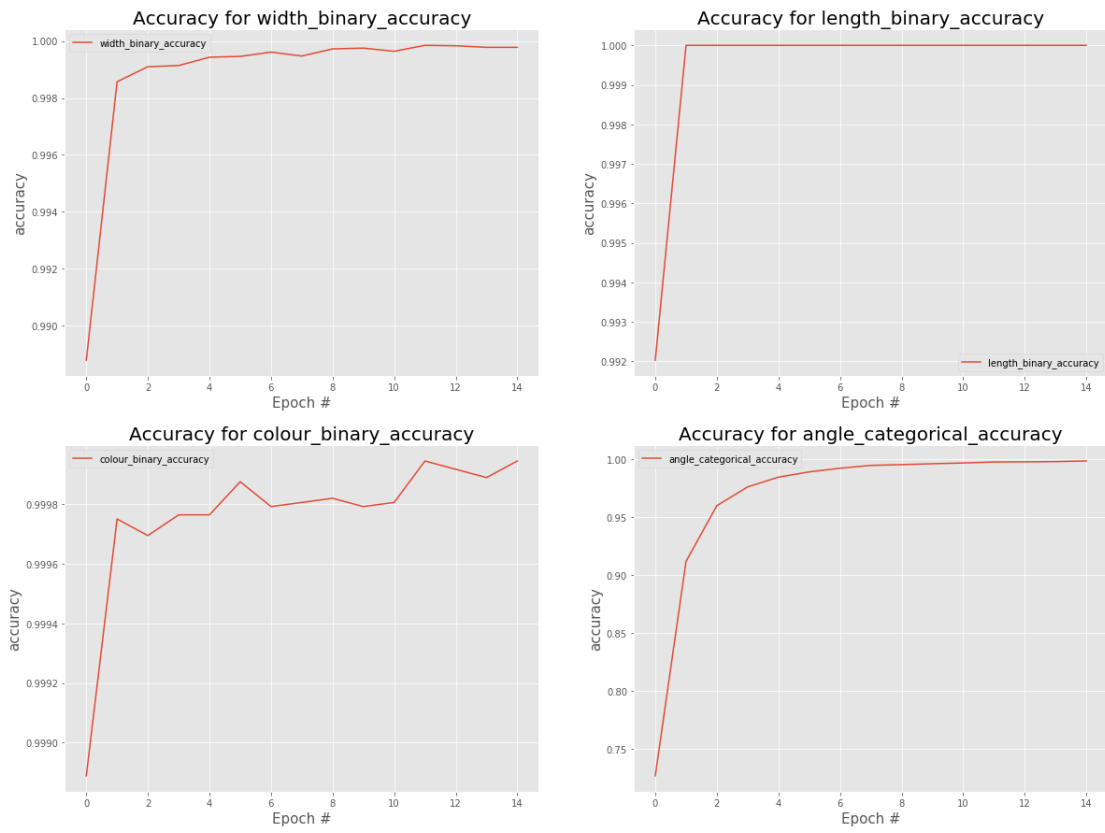 Accuracy for width_binary_accuracy
width_binary_accuracy
1.000
0.998
0.996
0.994
0.992
0.990
accuracy
0 2 4 6 8 10 12 14
Epoch #
Accuracy for length_binary_accuracy
1.000
0.999
0.998
0.997
0.996
0.995
0.994
0.993
0.992
accuracy
length_binary_accuracy
0 2 4 6 8 10 12 14
Epoch #
Accuracy for colour_binary_accuracy
colour_binary_accuracy
0.9998
0.9996
0.9994
0.9992
0.9990
accuracy
0 2 4 6 8 10 12 14
Epoch #
Accuracy for angle_categorical_accuracy
angle_categorical_accuracy
1.00
0.95
0.90
0.85
0.80
0.75
accuracy
0 2 4 6 8 10 12 14
Epoch #